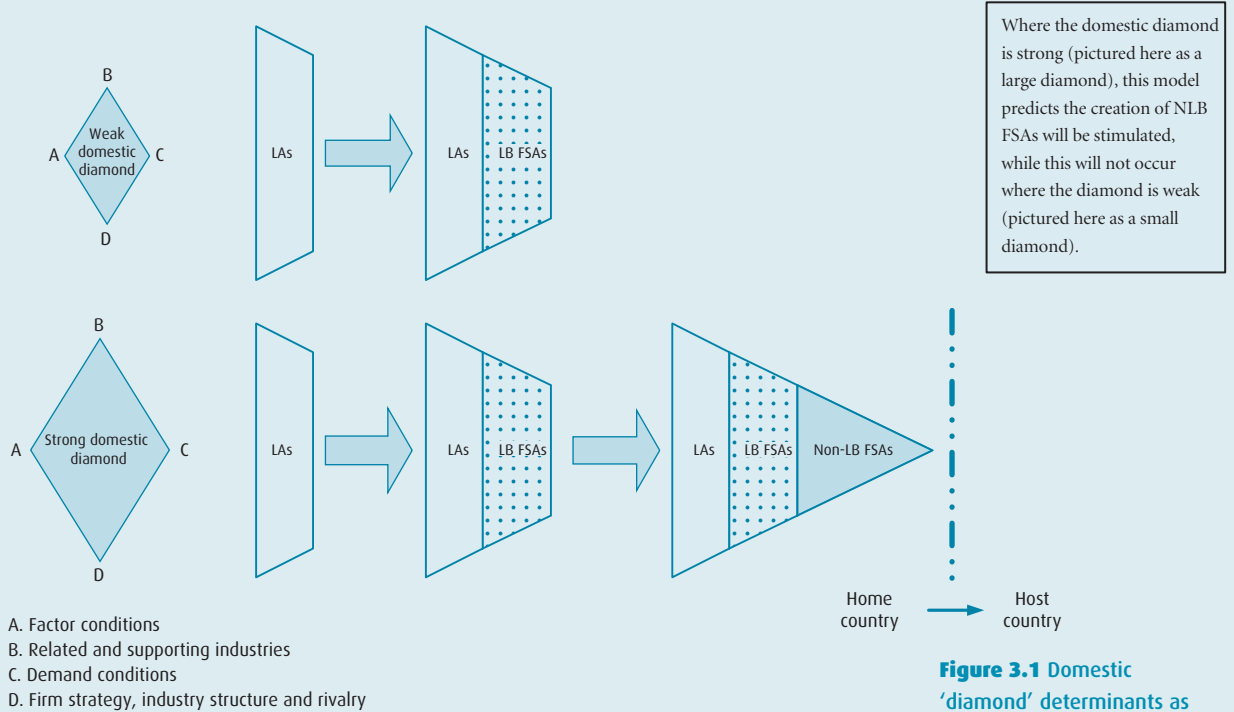 B
Weak
domestic
diamond
A
C
D
LAs
LAs
LB FSAs
Where the domestic diamond
is strong (pictured here as a
large diamond), this model
predicts the creation of NLB
FSAs will be stimulated,
while this will not occur
where the diamond is weak
(pictured here as a small
diamond).
B
A
Strong domestic
diamond
C
D
LAs
LAs
LB FSAs
LAs
LB FSAs
Non-LB FSAs
Home
country
Host
country
A. Factor conditions
B. Related and supporting industries
C. Demand conditions
D. Firm strategy, industry structure and rivalry
Figure 3.1 Domestic
‘diamond’ determinants as